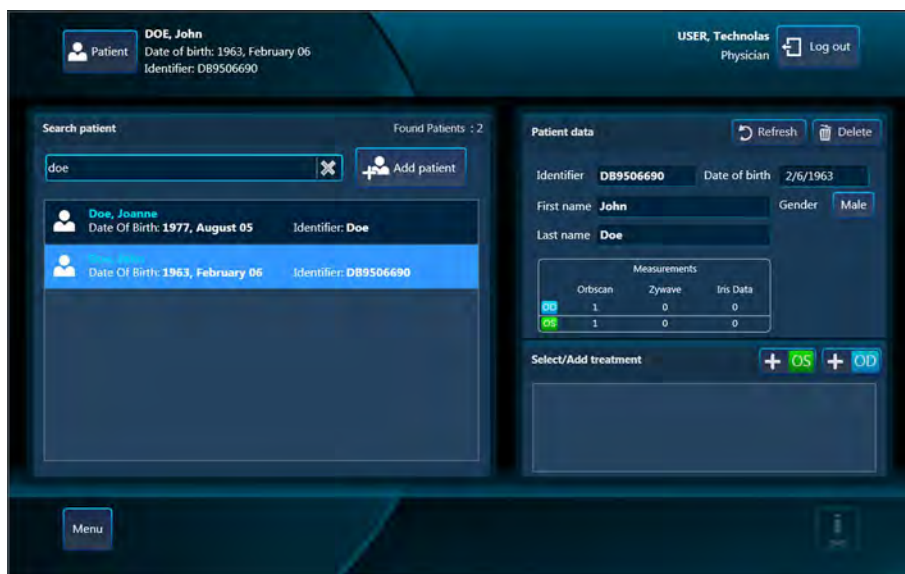 Patient
DOE, John
Date of birth: 1963, February 06
Identifier: DB9506690
USER, Technolas
Physician
Log out
Search patient
Found Patients : 2
doe
Add patient
Doe, Joanne
Date Of Birth: 1977, August 05 Identifier: Doe
Date Of Birth: 1963, February 06 Identifier: DB9506690
Patient data
Refresh
Delete
Identifier DB9506690 Date of birth 2/6/1963
First name John Gender Male
Last name Doe
Measurements
Orbscan Zywave Iris Data
OD 1 0 0
OS 1 0 0
Select/Add treatment
OS
OD
Menu